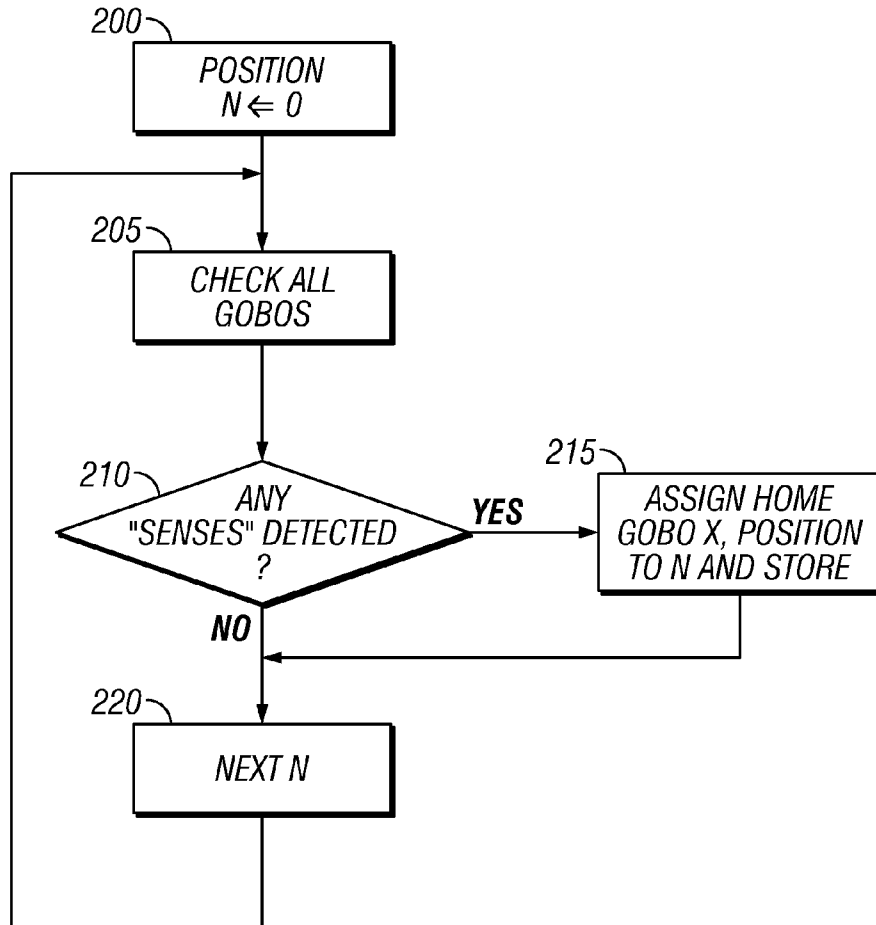 200
POSITION
N ⇐ 0
205
CHECK ALL
GOBOS
210
ANY
"SENSES" DETECTED
?
YES
215
ASSIGN HOME
GOBO X, POSITION
TO N AND STORE
NO
220
NEXT N